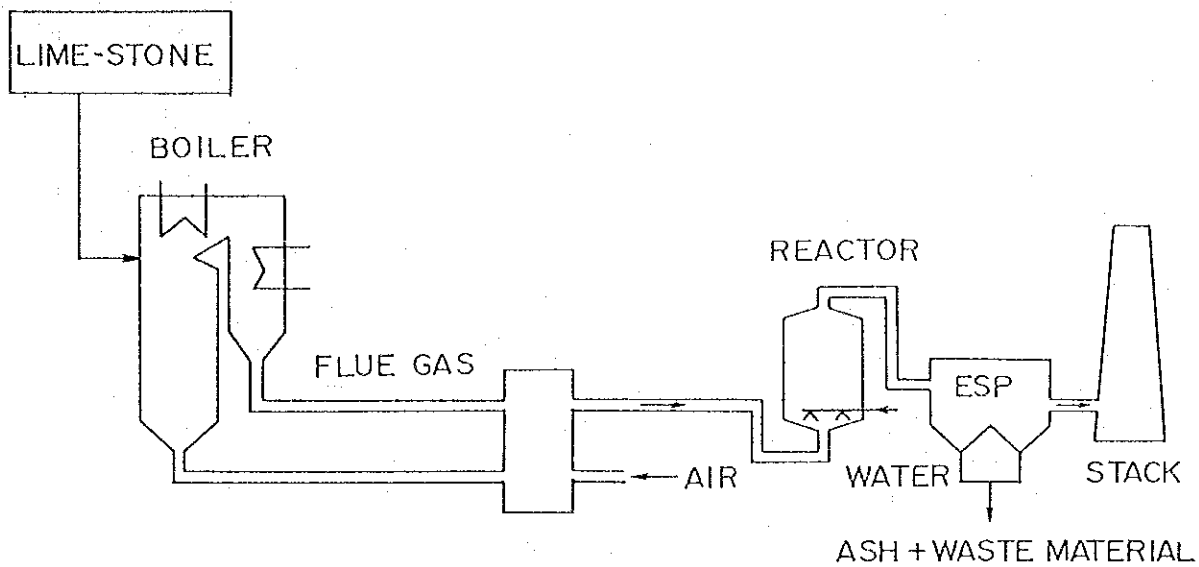 LIME-STONE
BOILER
REACTOR
FLUE GAS
ESP
AIR
WATER
STACK
ASH + WASTE MATERIAL